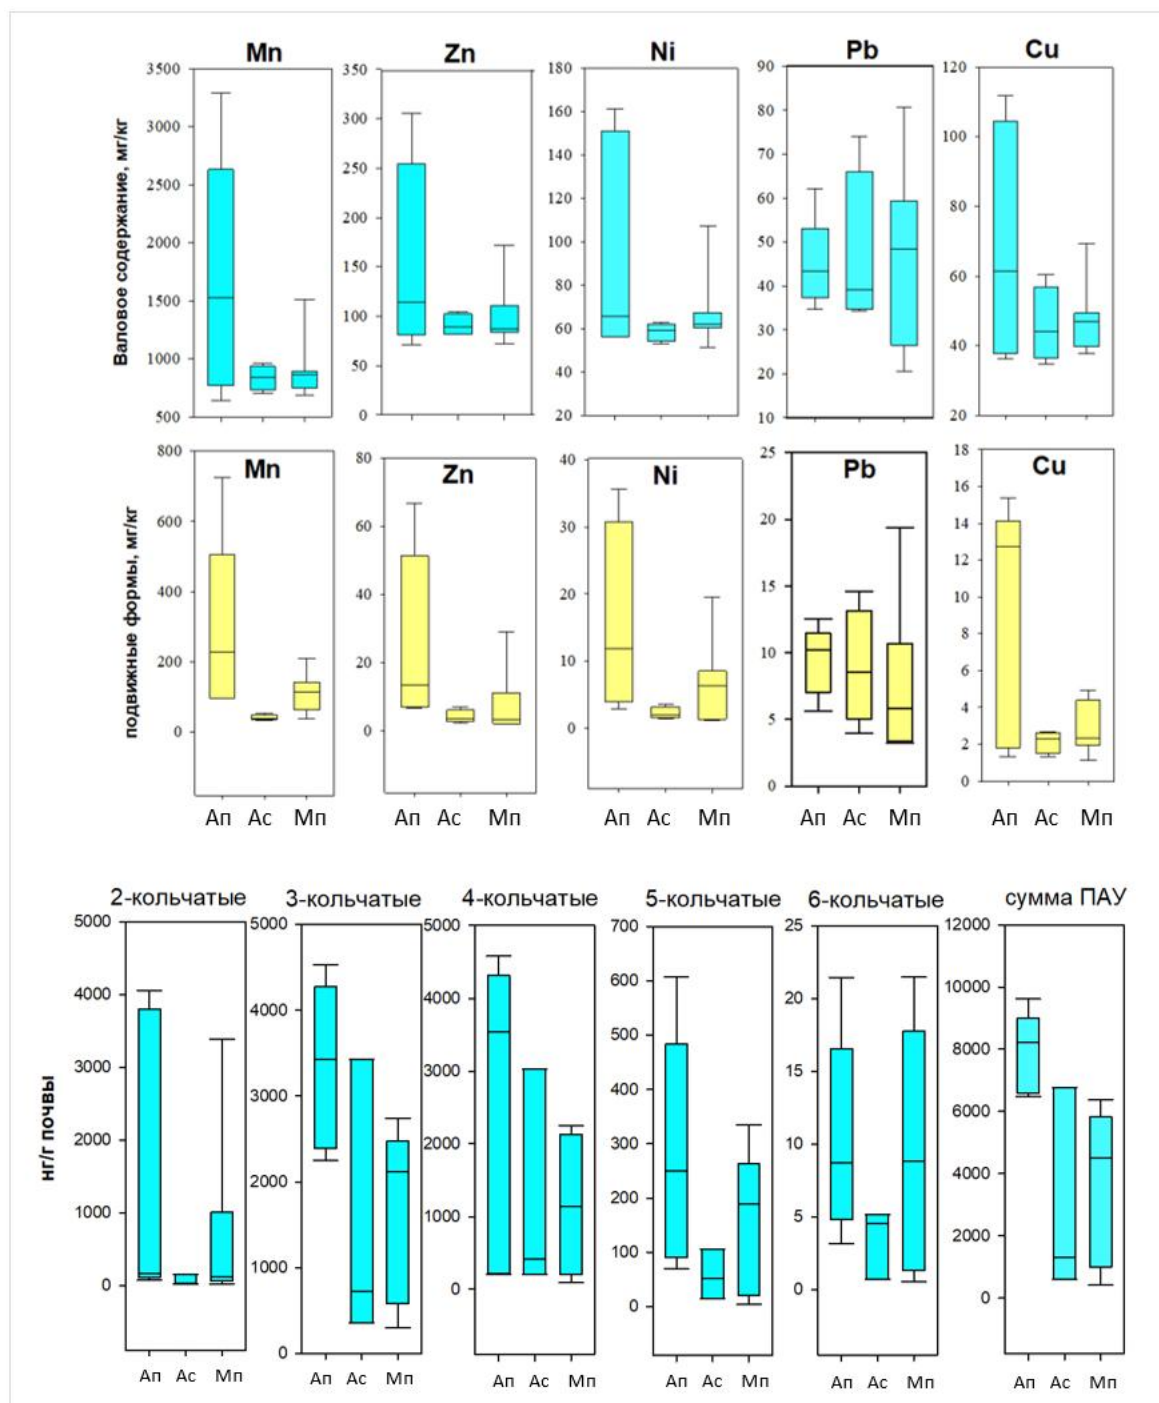 Mn Zn Ni Pb Cu
Валовое содержание, мг/кг
3500 3000 2500 2000 1500 1000 500
350 300 250 200 150 100 50 0
180 160 140 120 100 80 60 40 20
90 80 70 60 50 40 30 20 10
120 100 80 60 40 20
Mn Zn Ni Pb Cu
подвижные формы, мг/кг
800 600 400 200 0
80 60 40 20 0
40 30 20 10 0
25 20 15 10 5 0
18 16 14 12 10 8 6 4 2 0
Ап Ас Мп Ап Ас Мп Ап Ас Мп Ап Ас Мп Ап Ас Мп
2-кольчатые 3-кольчатые 4-кольчатые 5-кольчатые 6-кольчатые сумма ПАУ
нг/г почвы
5000 4000 3000 2000 1000 0
5000 4000 3000 2000 1000 0
5000 4000 3000 2000 1000 0
700 600 500 400 300 200 100 0
25 20 15 10 5 0
12000 10000 8000 6000 4000 2000 0
Ап Ас Мп Ап Ас Мп Ап Ас Мп Ап Ас Мп Ап Ас Мп Ап Ас Мп